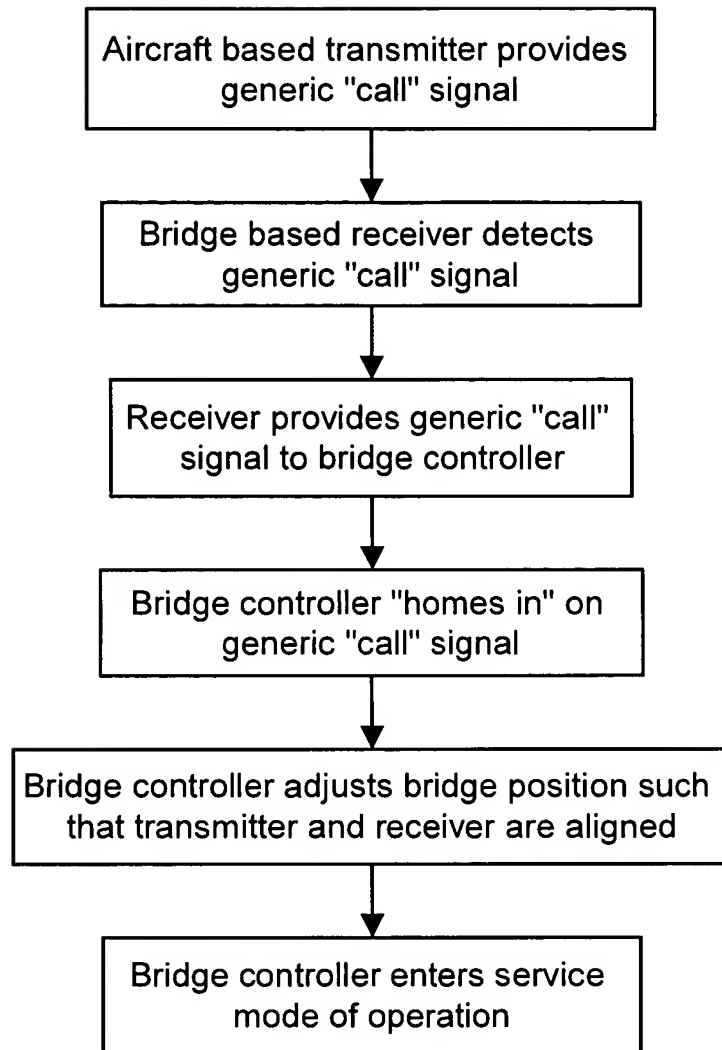 Aircraft based transmitter provides
generic "call" signal
Bridge based receiver detects
generic "call" signal
Receiver provides generic "call"
signal to bridge controller
Bridge controller "homes in" on
generic "call" signal
Bridge controller adjusts bridge position such
that transmitter and receiver are aligned
Bridge controller enters service
mode of operation